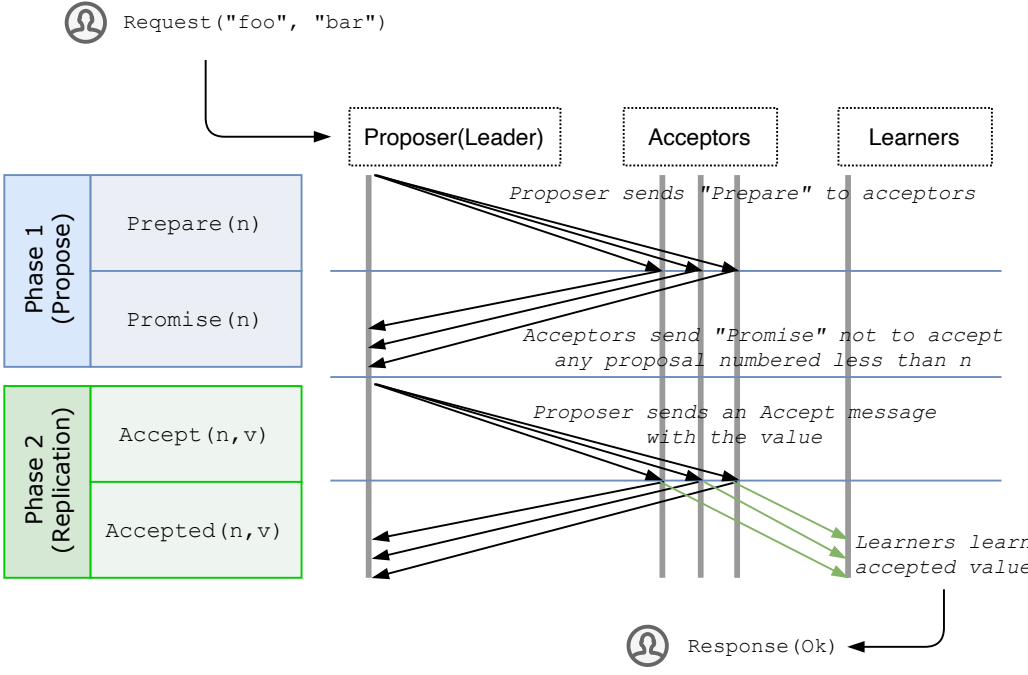 Request("foo", "bar")
Proposer(Leader)
Acceptors
Learners
Phase 1
(Propose)
Prepare(n)
Proposer sends "Prepare" to acceptors
Promise(n)
Acceptors send "Promise" not to accept
any proposal numbered less than n
Phase 2
(Replication)
Accept(n,v)
Proposer sends an Accept message
with the value
Accepted(n,v)
Learners learn
accepted value
Response(Ok)